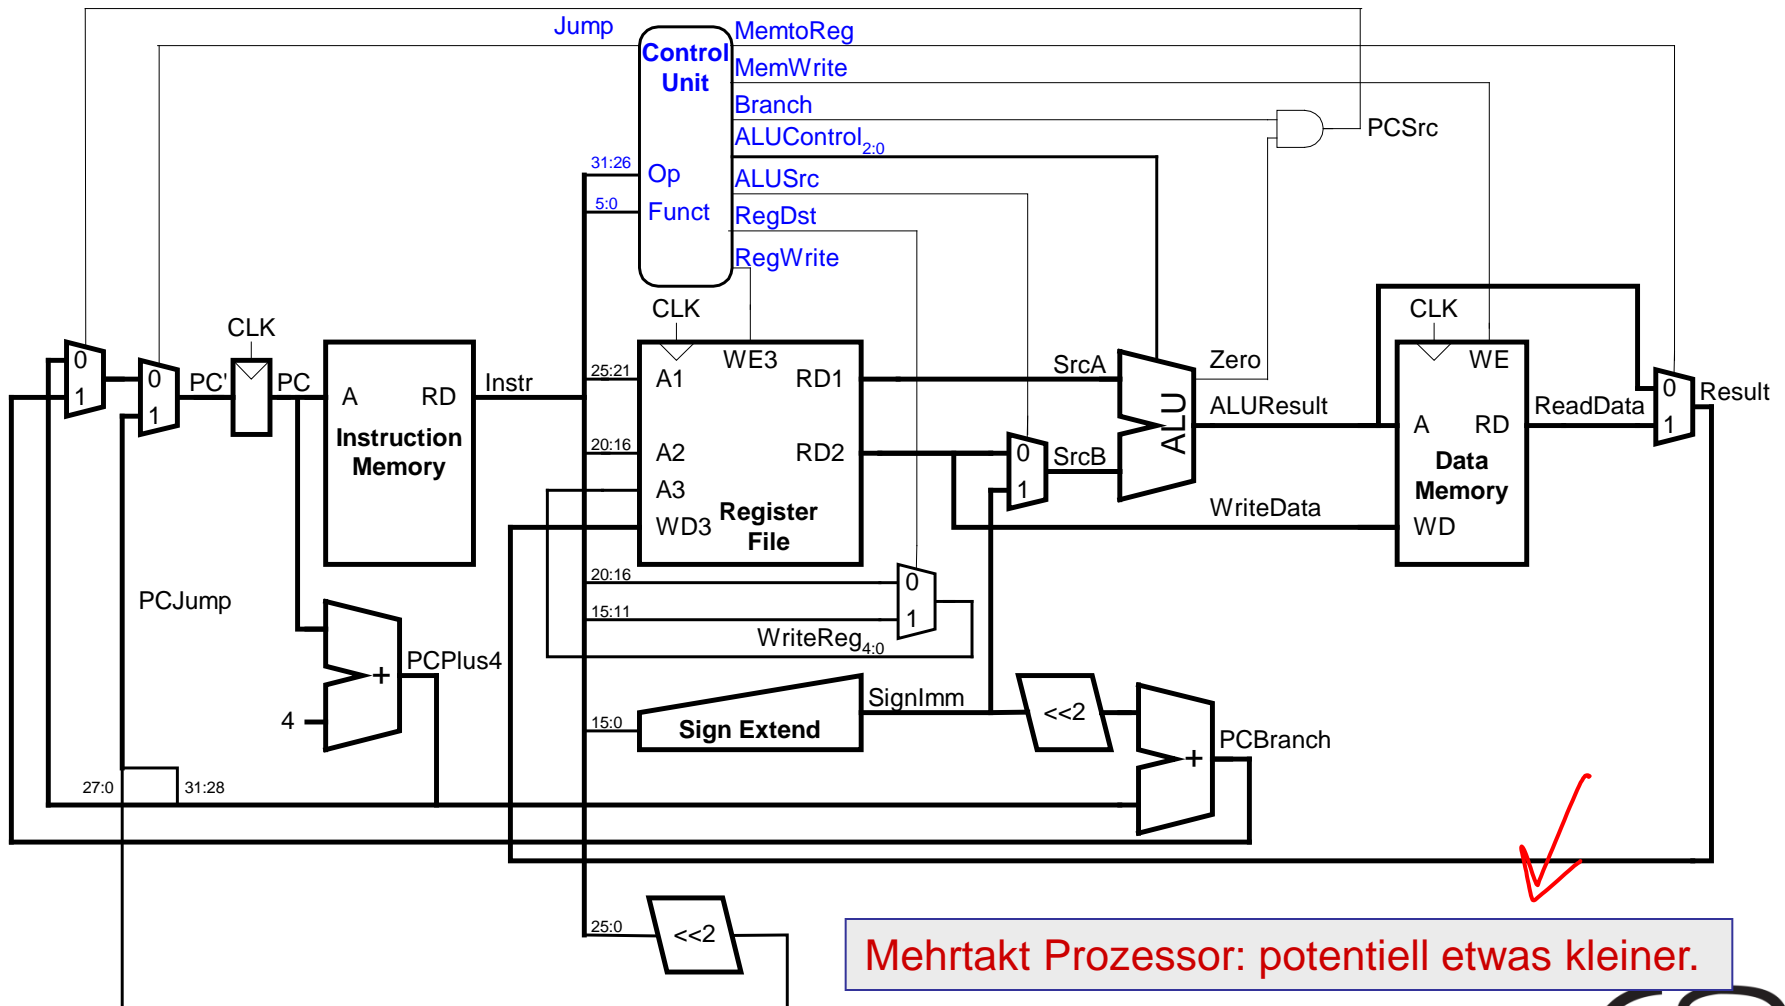 Jump
MemtoReg
Control
Unit
MemWrite
Branch
ALUControl2:0
PCSrc
31:26
Op
ALUSrc
5:0
Funct
RegDst
RegWrite
CLK
CLK
CLK
0
1
0
1
PC'
PC
A
RD
Instruction
Memory
Instr
25:21
A1
WE3
RD1
20:16
A2
RD2
A3
WD3
Register
File
SrcA
0
1
SrcB
ALU
Zero
ALUResult
WriteData
WE
A
RD
Data
Memory
WD
ReadData
0
1
Result
20:16
0
15:11
1
WriteReg4:0
PCJump
PCPlus4
+
4
15:0
Sign Extend
SignImm
<<2
+
PCBranch
27:0
31:28
25:0
<<2
Mehrtakt Prozessor: potentiell etwas kleiner.